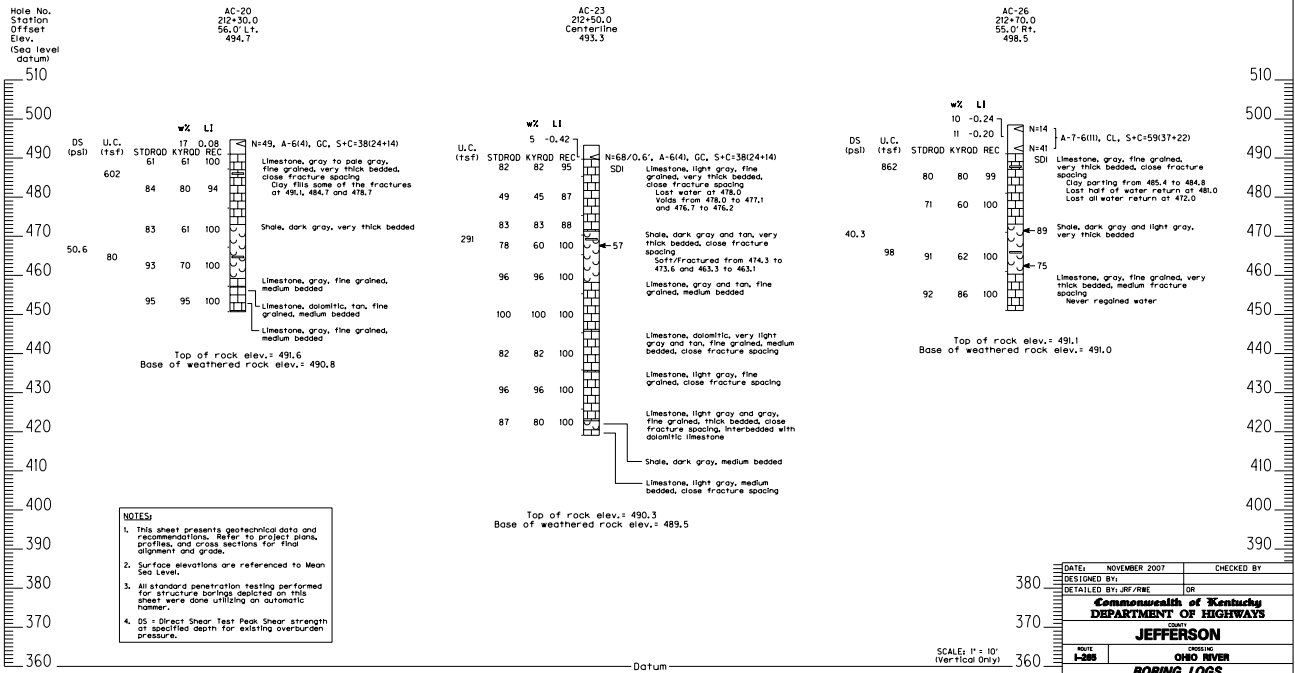 Hole No.
Station
Offset
Elev.
(Sea level
datum)
AC-20
212+30.0
56.0' Lt.
494.7
AC-23
212+50.0
Centerline
493.3
AC-26
212+70.0
55.0' Rt.
498.5
510
500
490
480
470
460
450
440
430
420
410
400
390
380
370
360
DS
(psi)
U.C.
(tsf)
w% LI
17 0.08
STDRQD KYRQD REC
61 61 100
602
84 80 94
83 61 100
50.6
80
93 70 100
95 95 100
N=49, A-6(4), GC, S+C=38(24+14)
Limestone, gray to pale gray,
fine grained, very thick bedded,
close fracture spacing
Clay fills some of the fractures
at 491.1, 484.7 and 478.7
Shale, dark gray, very thick bedded
Limestone, gray, fine grained,
medium bedded
Limestone, dolomitic, tan, fine
grained, medium bedded
Limestone, gray, fine grained,
medium bedded
Top of rock elev.= 491.6
Base of weathered rock elev.= 490.8
U.C.
(tsf)
w% LI
5 -0.42
STDRQD KYRQD REC
82 82 95
49 45 87
83 83 88
291
78 60 100
96 96 100
100 100 100
82 82 100
96 96 100
87 80 100
N=68/0.6', A-6(4), GC, S+C=38(24+14)
SDI
57
Limestone, light gray, fine
grained, very thick bedded,
close fracture spacing
Lost water at 478.0
Voids from 478.0 to 477.1
and 476.7 to 476.2
Shale, dark gray and tan, very
thick bedded, close fracture
spacing
Soft/Fractured from 474.3 to
473.6 and 463.3 to 463.1
Limestone, gray and tan, fine
grained, medium bedded
Limestone, dolomitic, very light
gray and tan, fine grained, medium
bedded, close fracture spacing
Limestone, light gray, fine
grained, close fracture spacing
Limestone, light gray and gray,
fine grained, thick bedded, close
fracture spacing, interbedded with
dolomitic limestone
Shale, dark gray, medium bedded
Limestone, light gray, medium
bedded, close fracture spacing
Top of rock elev.= 490.3
Base of weathered rock elev.= 489.5
DS
(psi)
U.C.
(tsf)
w% LI
10 -0.24
11 -0.20
STDRQD KYRQD REC
862
80 80 99
71 60 100
40.3
98
91 62 100
92 86 100
N=14
N=41
A-7-6(11), CL, S+C=59(37+22)
SDI
89
75
Limestone, gray, fine grained,
very thick bedded, close fracture
spacing
Clay parting from 485.4 to 484.8
Lost half of water return at 481.0
Lost all water return at 472.0
Shale, dark gray and light gray,
very thick bedded
Limestone, gray, fine grained, very
thick bedded, medium fracture
spacing
Never regained water
Top of rock elev.= 491.1
Base of weathered rock elev.= 491.0
510
500
490
480
470
460
450
440
430
420
410
400
390
380
370
360
NOTES:
1. This sheet presents geotechnical data and
recommendations. Refer to project plans,
profiles, and cross sections for final
alignment and grade.
2. Surface elevations are referenced to Mean
Sea Level.
3. All standard penetration testing performed
for structure borings depicted on this
sheet were done utilizing an automatic
hammer.
4. DS = Direct Shear Test Peak Shear strength
at specified depth for existing overburden
pressure.
Datum
SCALE: 1" = 10'
(Vertical Only)
DATE: NOVEMBER 2007 CHECKED BY
DESIGNED BY:
DETAILED BY: JRF/RWE OR
Commonwealth of Kentucky
DEPARTMENT OF HIGHWAYS
COUNTY
JEFFERSON
ROUTE CROSSING
I-265 OHIO RIVER
BORING LOGS